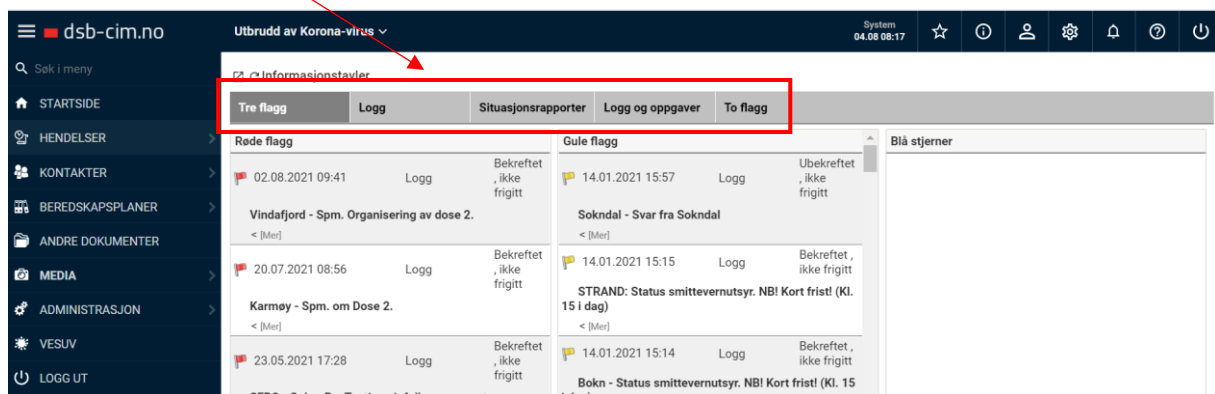 dsb-cim.no
Utbrudd av Korona-virus
System
04.08 08:17
Søk i meny
STARTSIDE
HENDELSER
KONTAKTER
BEREDSKAPSPLANER
ANDRE DOKUMENTER
MEDIA
ADMINISTRASJON
VESUV
LOGG UT
Informasjonstavler
Tre flagg
Logg
Situasjonsrapporter
Logg og oppgaver
To flagg
Røde flagg
02.08.2021 09:41
Logg
Bekreftet
, ikke
frigitt
Vindafjord - Spm. Organisering av dose 2.
< [Mer]
20.07.2021 08:56
Logg
Bekreftet
, ikke
frigitt
Karmøy - Spm. om Dose 2.
< [Mer]
23.05.2021 17:28
Logg
Bekreftet
, ikke
frigitt
Gule flagg
14.01.2021 15:57
Logg
Ubekreftet
, ikke
frigitt
Sokndal - Svar fra Sokndal
< [Mer]
14.01.2021 15:15
Logg
Bekreftet ,
ikke frigitt
STRAND: Status smittevernutsyr. NB! Kort frist! (Kl.
15 i dag)
< [Mer]
14.01.2021 15:14
Logg
Bekreftet ,
ikke frigitt
Bokn - Status smittevernutsyr. NB! Kort frist! (Kl. 15
Blå stjerner